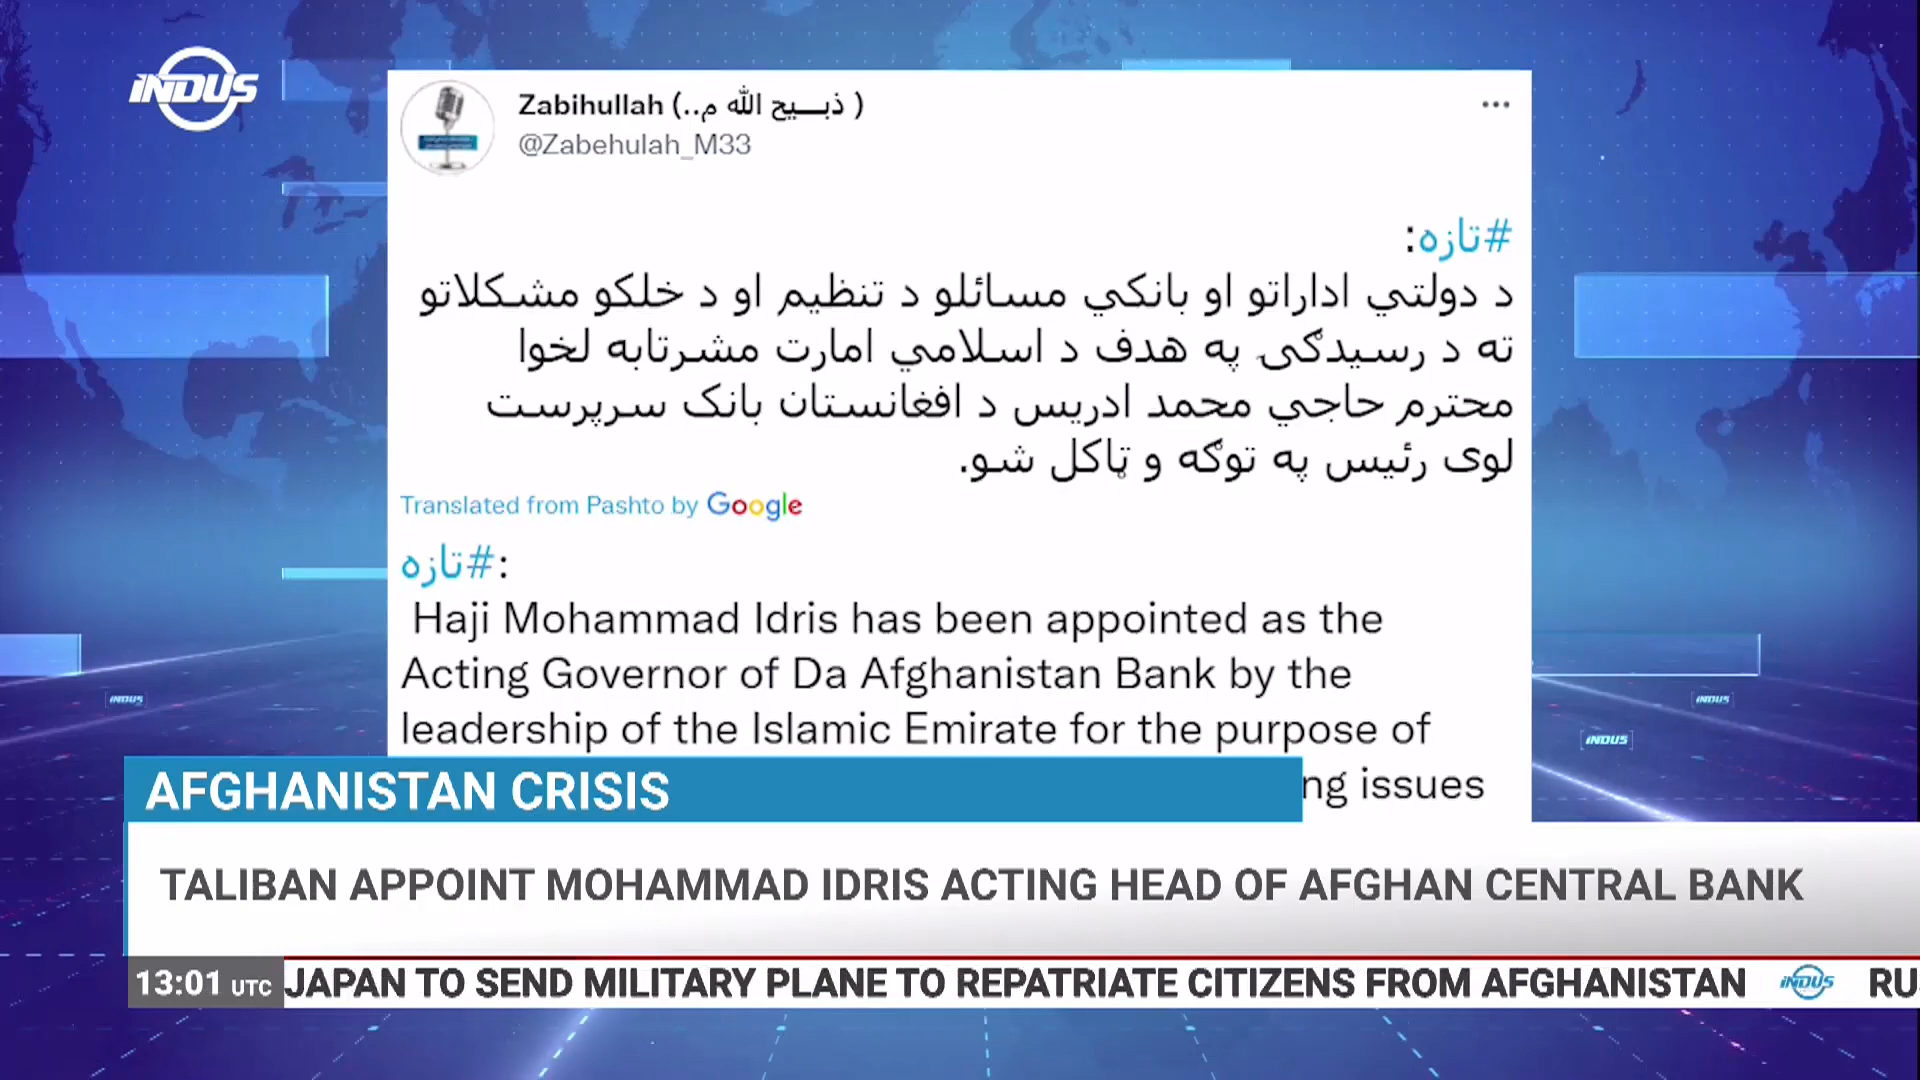 INDUS
Zabihullah (..ذبـــیح الله م )
@Zabehulah_M33
#تازه:
د دولتي اداراتو او بانکي مسائلو د تنظیم او د خلکو مشکلاتو
ته د رسیدګۍ په هدف د اسلامي امارت مشرتابه لخوا
محترم حاجي محمد ادریس د افغانستان بانک سرپرست
لوی رئیس په توګه و ټاکل شو.
Translated from Pashto by Google
#تازه:
Haji Mohammad Idris has been appointed as the
Acting Governor of Da Afghanistan Bank by the
leadership of the Islamic Emirate for the purpose of
ng issues
INDUS
INDUS
INDUS
AFGHANISTAN CRISIS
TALIBAN APPOINT MOHAMMAD IDRIS ACTING HEAD OF AFGHAN CENTRAL BANK
13:01 UTC JAPAN TO SEND MILITARY PLANE TO REPATRIATE CITIZENS FROM AFGHANISTAN INDUS RU